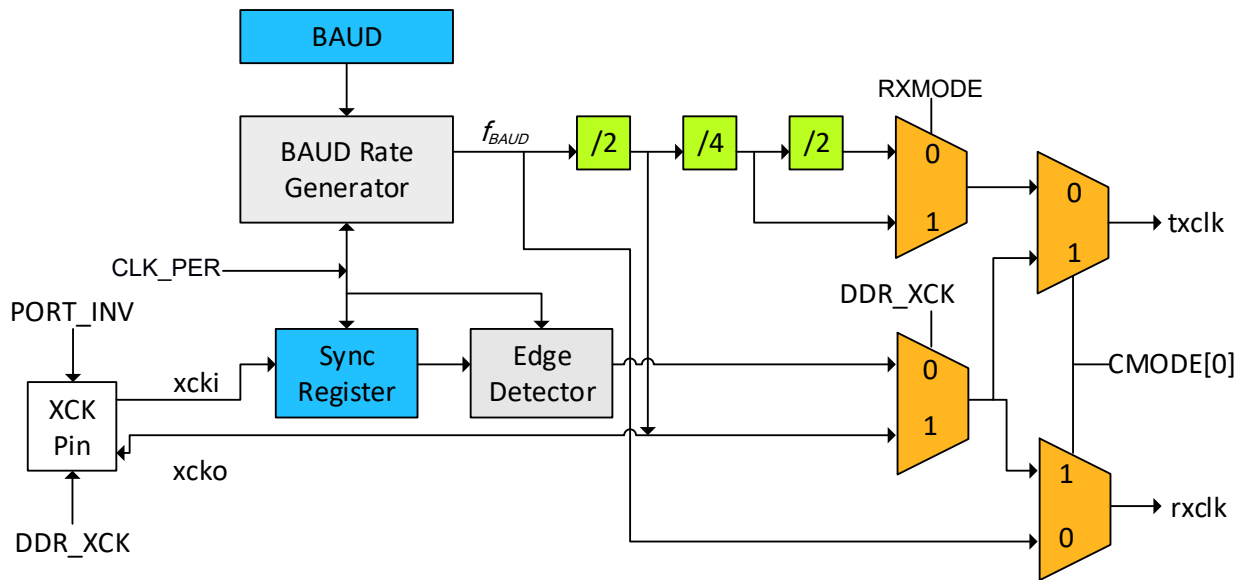 BAUD
RXMODE
f_BAUD
/2
/4
/2
0
1
BAUD Rate
Generator
0
1
txclk
CLK_PER
DDR_XCK
PORT_INV
Sync
Register
Edge
Detector
0
1
CMODE[0]
xcki
XCK
Pin
xcko
1
0
rxclk
DDR_XCK